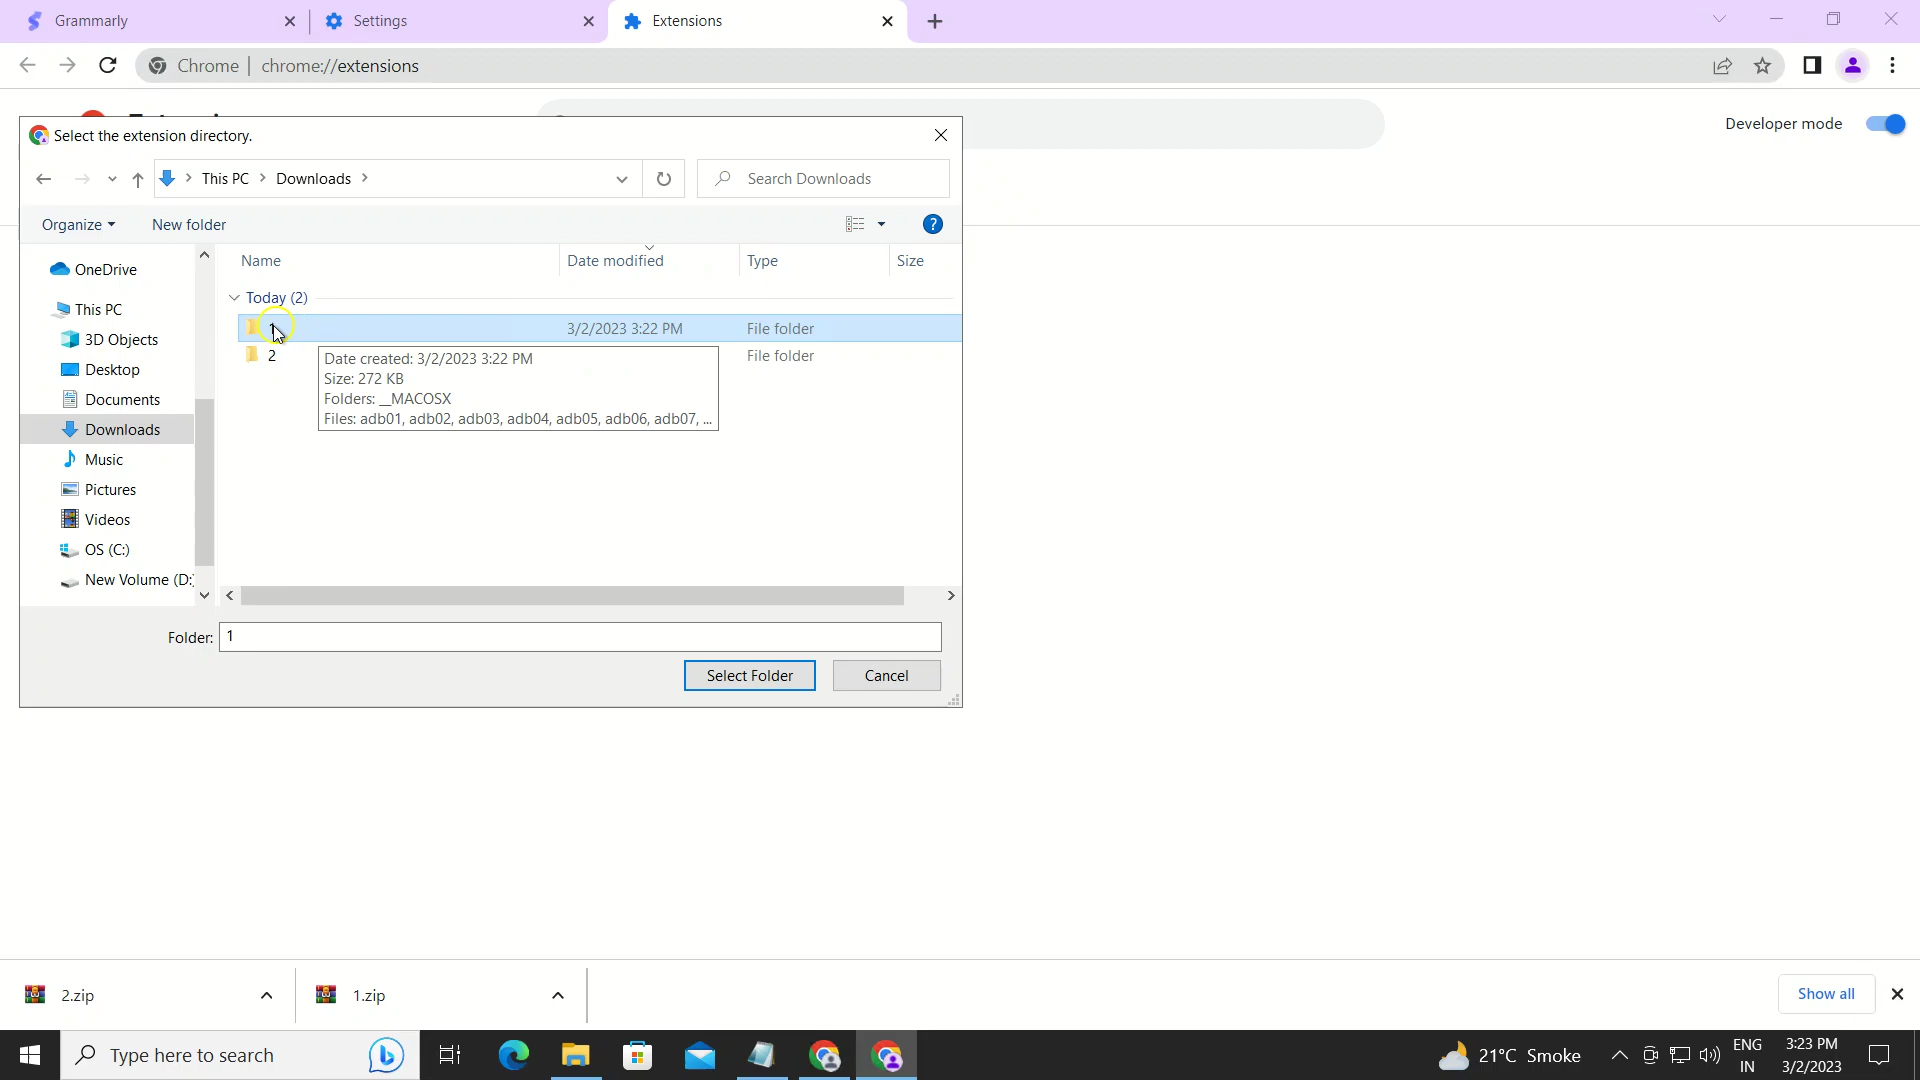 Grammarly
Settings
Extensions
Chrome | chrome://extensions
Developer mode
Select the extension directory.
This PC > Downloads >
Search Downloads
Organize
New folder
Name
Date modified
Type
Size
OneDrive
This PC
3D Objects
Desktop
Documents
Downloads
Music
Pictures
Videos
OS (C:)
New Volume (D:)
Today (2)
1
3/2/2023 3:22 PM
File folder
2
File folder
Date created: 3/2/2023 3:22 PM
Size: 272 KB
Folders: __MACOSX
Files: adb01, adb02, adb03, adb04, adb05, adb06, adb07, ...
Folder: 1
Select Folder
Cancel
2.zip
1.zip
Show all
Type here to search
21°C Smoke
ENG
IN
3:23 PM
3/2/2023